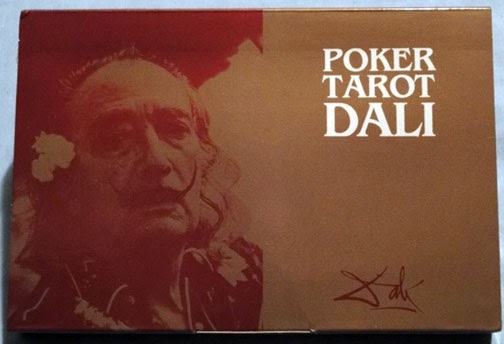 POKER
TAROT
DALI
Dalí